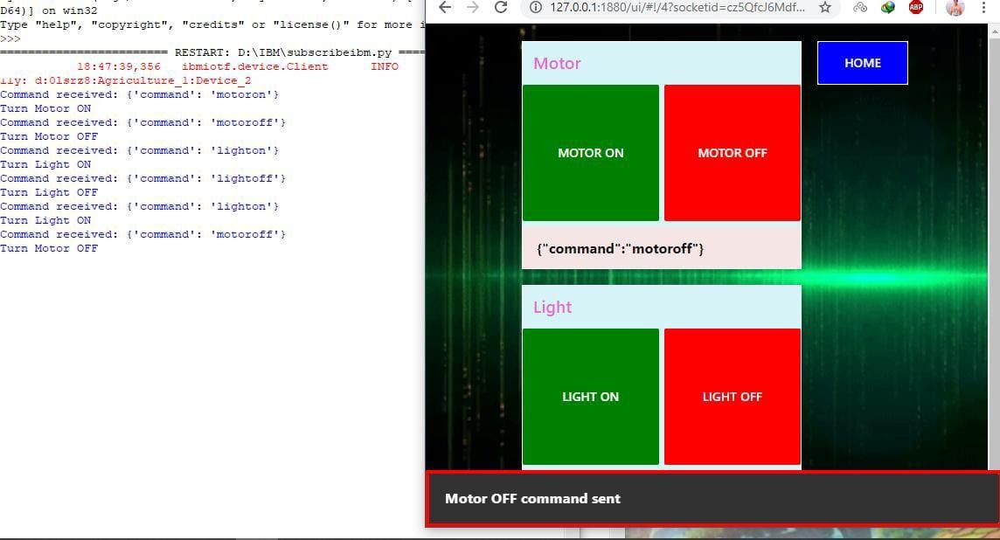 D64)] on win32
Type "help", "copyright", "credits" or "license()" for more i
>>>
======================== RESTART: D:\IBM\subscribeibm.py ====
18:47:39,356 ibmiotf.device.Client INFO
lly: d:0lsrz8:Agriculture_1:Device_2
Command received: {'command': 'motoron'}
Turn Motor ON
Command received: {'command': 'motoroff'}
Turn Motor OFF
Command received: {'command': 'lighton'}
Turn Light ON
Command received: {'command': 'lightoff'}
Turn Light OFF
Command received: {'command': 'lighton'}
Turn Light ON
Command received: {'command': 'motoroff'}
Turn Motor OFF
127.0.0.1:1880/ui/#!/4?socketid=cz5QfcJ6Mdf...
ABP
Motor
HOME
MOTOR ON
MOTOR OFF
{"command":"motoroff"}
Light
LIGHT ON
LIGHT OFF
Motor OFF command sent